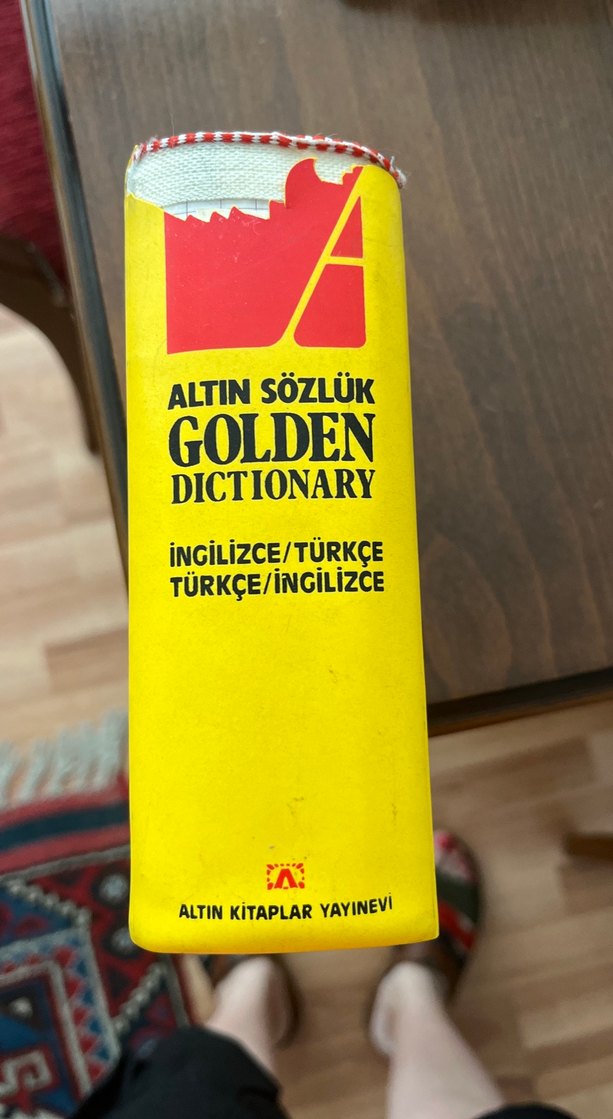 ALTIN SÖZLÜK
GOLDEN
DICTIONARY
İNGİLİZCE/TÜRKÇE
TÜRKÇE/İNGİLİZCE
ALTIN KİTAPLAR YAYINEVİ